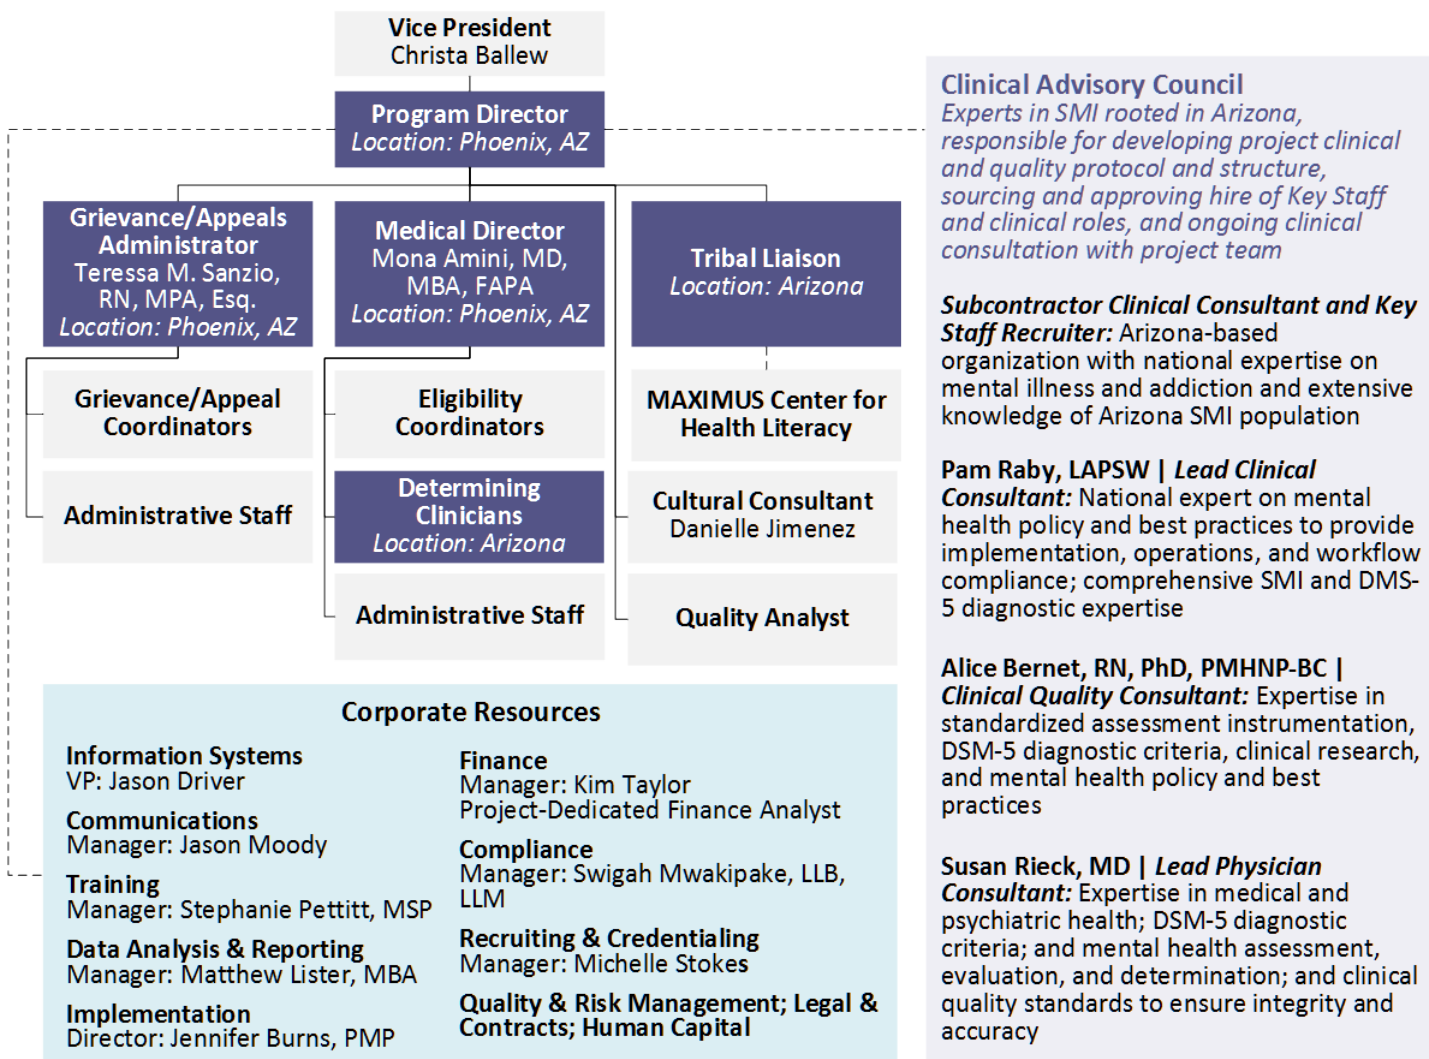 Vice President
Christa Ballew
Program Director
Location: Phoenix, AZ
Grievance/Appeals
Administrator
Teressa M. Sanzio,
RN, MPA, Esq.
Location: Phoenix, AZ
Medical Director
Mona Amini, MD,
MBA, FAPA
Location: Phoenix, AZ
Tribal Liaison
Location: Arizona
Grievance/Appeal
Coordinators
Administrative Staff
Eligibility
Coordinators
Determining
Clinicians
Location: Arizona
Administrative Staff
MAXIMUS Center for
Health Literacy
Cultural Consultant
Danielle Jimenez
Quality Analyst
Corporate Resources
Information Systems
VP: Jason Driver
Communications
Manager: Jason Moody
Training
Manager: Stephanie Pettitt, MSP
Data Analysis & Reporting
Manager: Matthew Lister, MBA
Implementation
Director: Jennifer Burns, PMP
Finance
Manager: Kim Taylor
Project-Dedicated Finance Analyst
Compliance
Manager: Swigah Mwakipake, LLB,
LLM
Recruiting & Credentialing
Manager: Michelle Stokes
Quality & Risk Management; Legal &
Contracts; Human Capital
Clinical Advisory Council
Experts in SMI rooted in Arizona,
responsible for developing project clinical
and quality protocol and structure,
sourcing and approving hire of Key Staff
and clinical roles, and ongoing clinical
consultation with project team
Subcontractor Clinical Consultant and Key
Staff Recruiter: Arizona-based
organization with national expertise on
mental illness and addiction and extensive
knowledge of Arizona SMI population
Pam Raby, LAPSW | Lead Clinical
Consultant: National expert on mental
health policy and best practices to provide
implementation, operations, and workflow
compliance; comprehensive SMI and DMS-
5 diagnostic expertise
Alice Bernet, RN, PhD, PMHNP-BC |
Clinical Quality Consultant: Expertise in
standardized assessment instrumentation,
DSM-5 diagnostic criteria, clinical research,
and mental health policy and best
practices
Susan Rieck, MD | Lead Physician
Consultant: Expertise in medical and
psychiatric health; DSM-5 diagnostic
criteria; and mental health assessment,
evaluation, and determination; and clinical
quality standards to ensure integrity and
accuracy